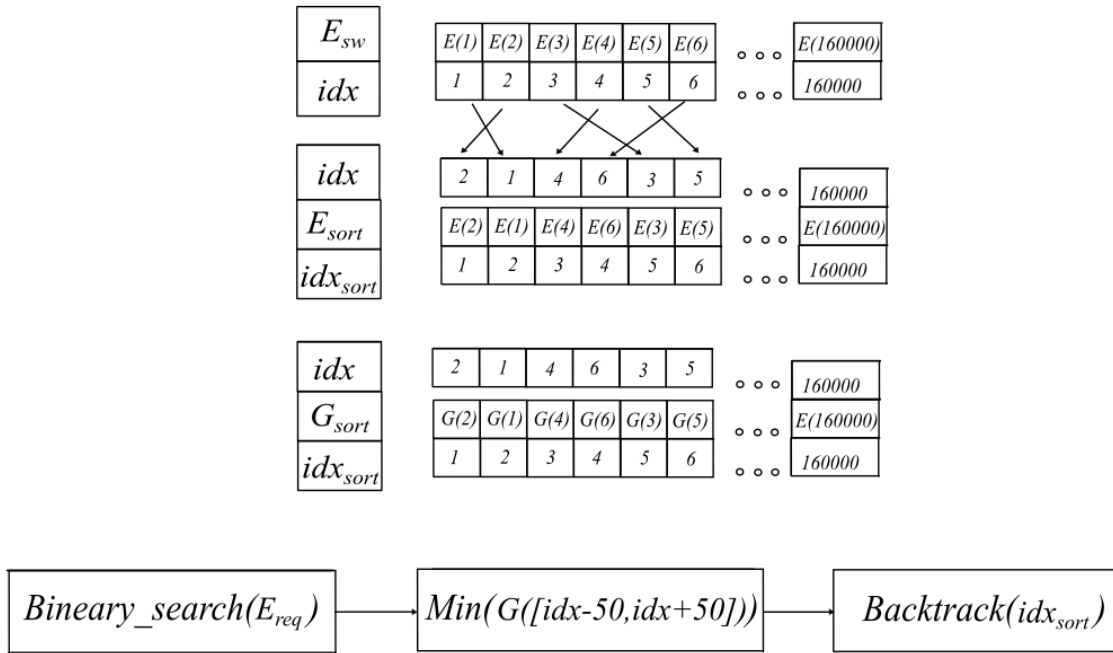 E_sw E(1) E(2) E(3) E(4) E(5) E(6) E(160000)
idx 1 2 3 4 5 6 160000
idx 2 1 4 6 3 5 160000
E_sort E(2) E(1) E(4) E(6) E(3) E(5) E(160000)
idx_sort 1 2 3 4 5 6 160000
idx 2 1 4 6 3 5 160000
G_sort G(2) G(1) G(4) G(6) G(3) G(5) E(160000)
idx_sort 1 2 3 4 5 6 160000
Bineary_search(E_req) Min(G([idx-50,idx+50])) Backtrack(idx_sort)